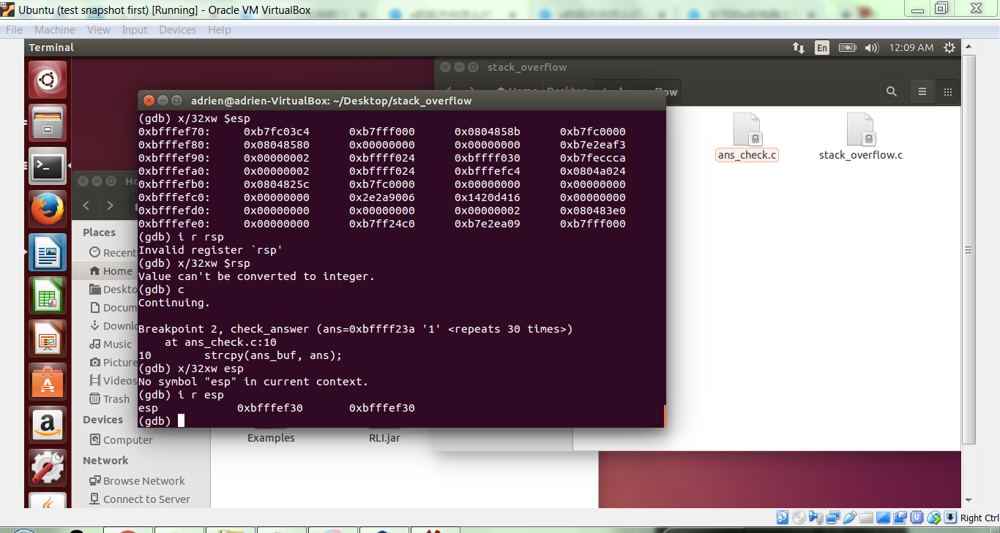 Ubuntu (test snapshot first) [Running] - Oracle VM VirtualBox
File Machine View Input Devices Help
Terminal
En
12:09 AM
stack_overflow
adrien@adrien-VirtualBox: ~/Desktop/stack_overflow
(gdb) x/32xw $esp
0xbfffef70: 0xb7fc03c4 0xb7fff000 0x0804858b 0xb7fc0000
0xbfffef80: 0x08048580 0x00000000 0x00000000 0xb7e2eaf3
0xbfffef90: 0x00000002 0xbffff024 0xbffff030 0xb7feccca
0xbfffefa0: 0x00000002 0xbffff024 0xbfffefc4 0x0804a024
0xbfffefb0: 0x0804825c 0xb7fc0000 0x00000000 0x00000000
0xbfffefc0: 0x00000000 0x2e2a9006 0x1420d416 0x00000000
0xbfffefd0: 0x00000000 0x00000000 0x00000002 0x080483e0
0xbfffefe0: 0x00000000 0xb7ff24c0 0xb7e2ea09 0xb7fff000
(gdb) i r rsp
Invalid register `rsp'
(gdb) x/32xw $rsp
Value can't be converted to integer.
(gdb) c
Continuing.
Breakpoint 2, check_answer (ans=0xbffff23a '1' <repeats 30 times>)
at ans_check.c:10
10 strcpy(ans_buf, ans);
(gdb) x/32xw esp
No symbol "esp" in current context.
(gdb) i r esp
esp 0xbfffef30 0xbfffef30
(gdb)
ans_check.c
stack_overflow.c
Ho
Places
Recent
Home
Deskto
Docum
Downl
Music
Picture
Videos
Trash
Devices
Computer
Network
Browse Network
Connect to Server
Examples
RLI.jar
Right Ctrl